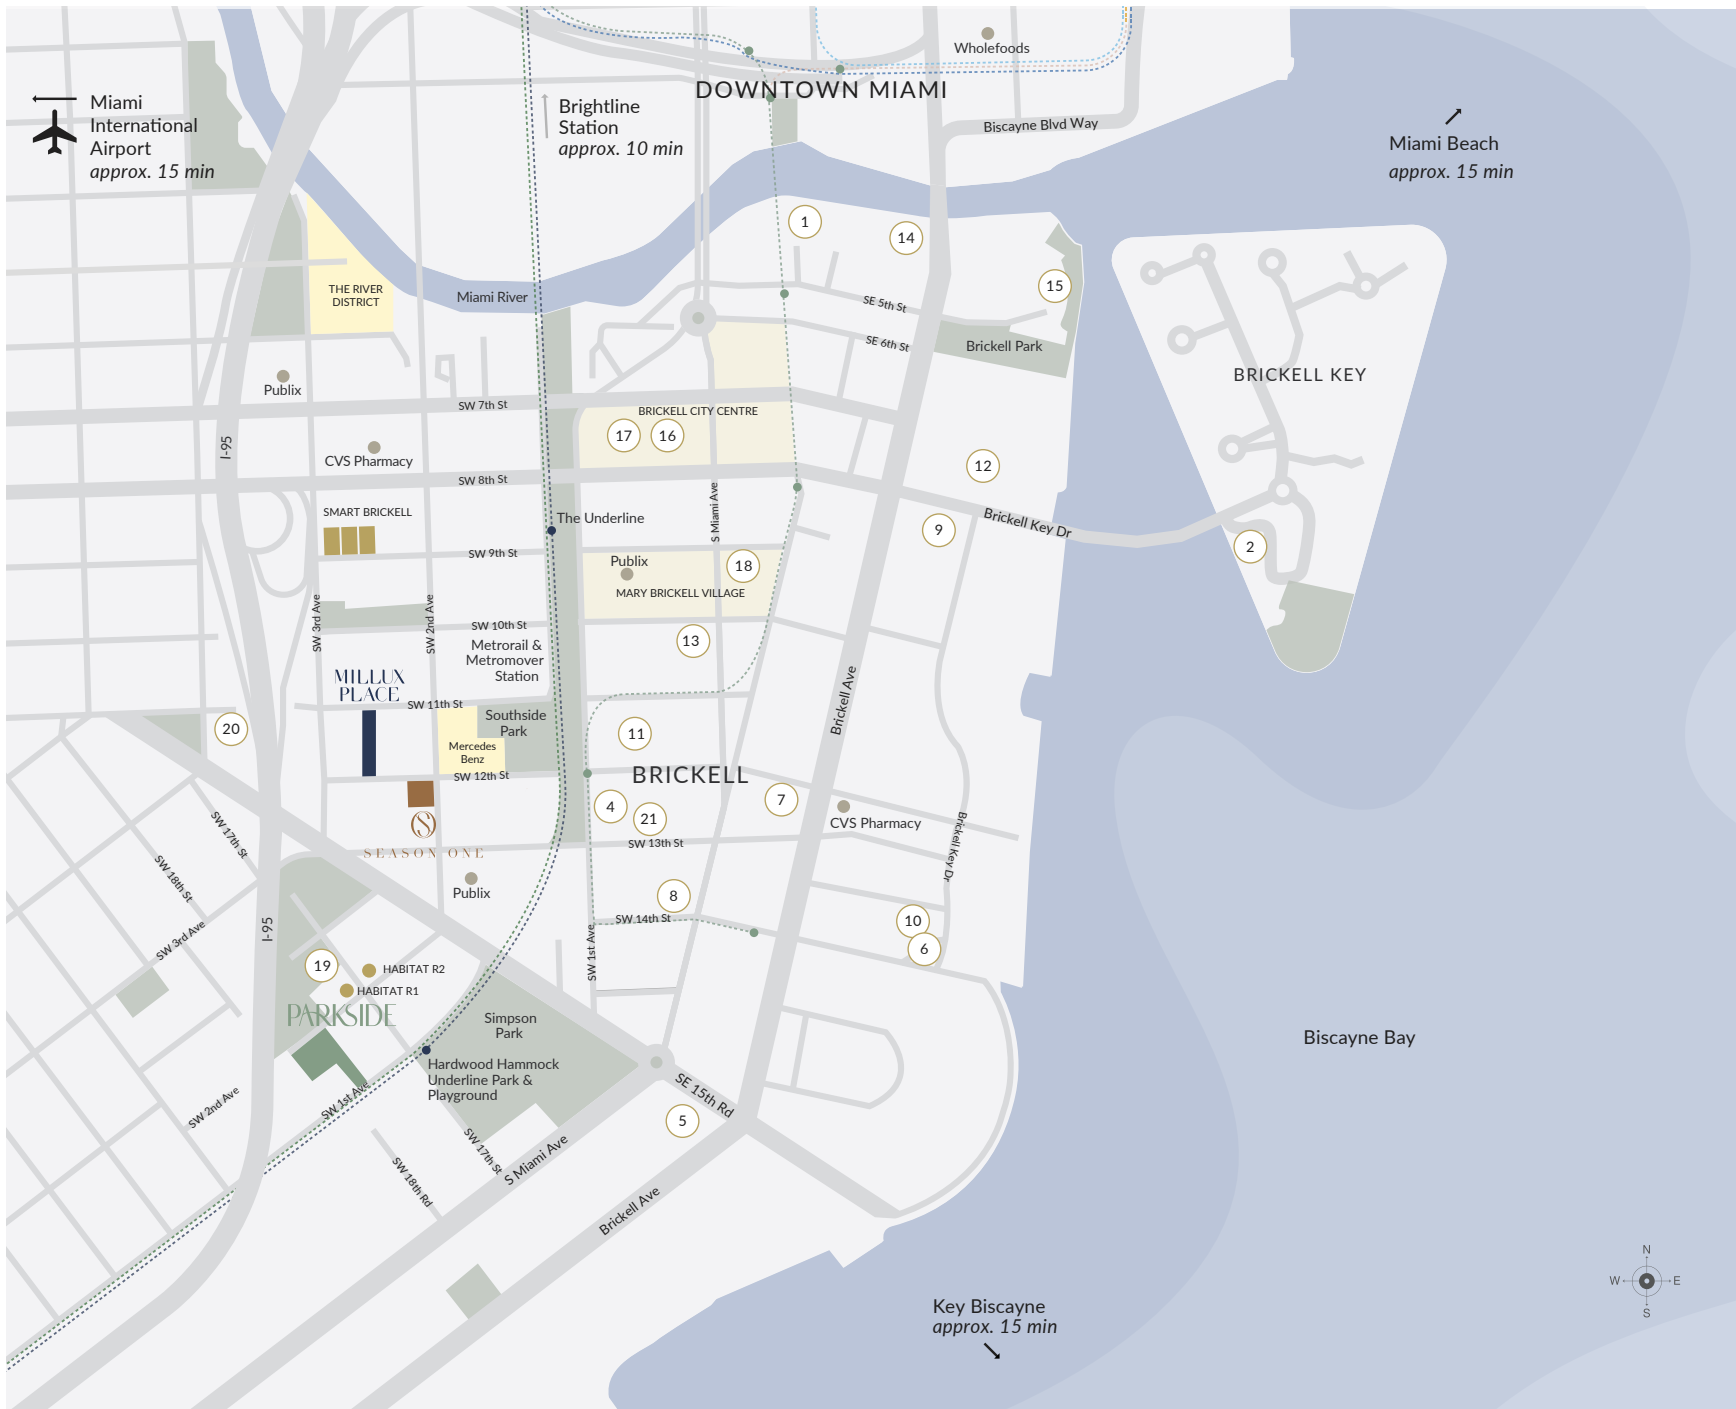 Wholefoods
DOWNTOWN MIAMI
Miami
International
Airport
approx. 15 min
Brightline
Station
approx. 10 min
Biscayne Blvd Way
Miami Beach
approx. 15 min
1
14
15
THE RIVER
DISTRICT
Miami River
SE 5th St
SE 6th St
Brickell Park
BRICKELL KEY
Publix
SW 7th St
BRICKELL CITY CENTRE
17
16
I-95
CVS Pharmacy
SW 8th St
12
SMART BRICKELL
The Underline
S Miami Ave
9
Brickell Key Dr
2
SW 9th St
Publix
18
MARY BRICKELL VILLAGE
SW 3rd Ave
SW 2nd Ave
SW 10th St
Metrorail &
Metromover
Station
13
MILLUX
PLACE
SW 11th St
Southside
Park
20
11
Brickell Ave
Mercedes
Benz
SW 12th St
BRICKELL
4
21
7
CVS Pharmacy
SW 17th St
SEASON ONE
SW 13th St
Brickell Key Dr
SW 18th St
Publix
8
SW 14th St
10
6
I-95
SW 3rd Ave
SW 1st Ave
19
HABITAT R2
HABITAT R1
PARKSIDE
Simpson
Park
Biscayne Bay
Hardwood Hammock
Underline Park &
Playground
SW 2nd Ave
SW 1st Ave
SE 15th Rd
5
SW 17th St
S Miami Ave
SW 18th Rd
Brickell Ave
Key Biscayne
approx. 15 min
N
W
E
S